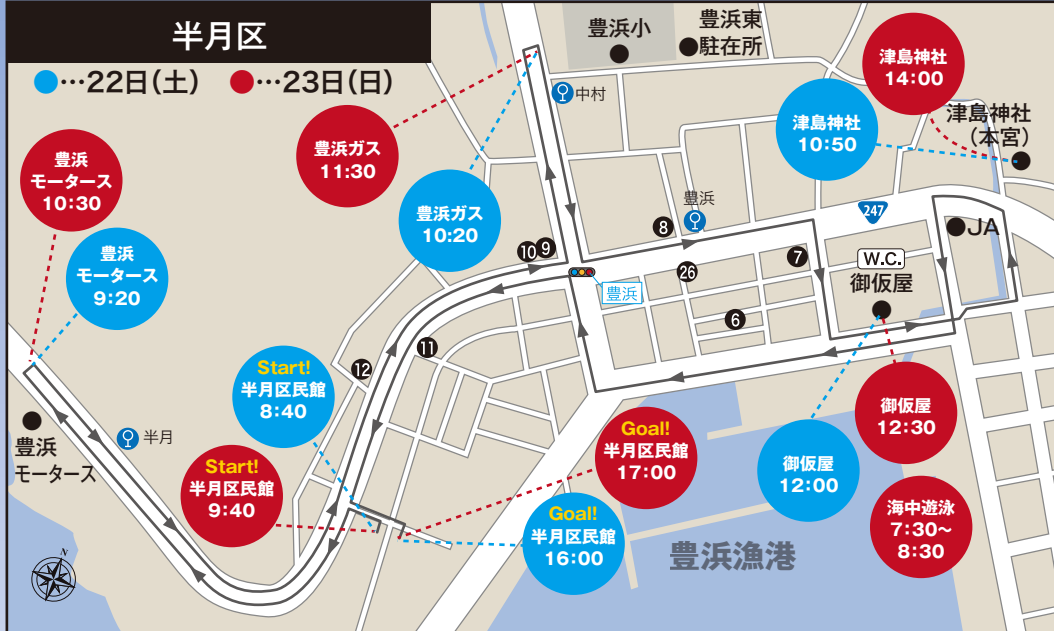 半月区
…22日(土)
…23日(日)
豊浜小
豊浜東
駐在所
津島神社
14:00
津島神社
(本宮)
津島神社
10:50
中村
豊浜ガス
11:30
豊浜ガス
10:20
豊浜
モータース
10:30
豊浜
モータース
9:20
豊浜
247
JA
W.C.
御仮屋
8
10
9
7
26
豊浜
6
11
12
Start!
半月区民館
8:40
Start!
半月区民館
9:40
Goal!
半月区民館
17:00
Goal!
半月区民館
16:00
御仮屋
12:30
御仮屋
12:00
海中遊泳
7:30~
8:30
半月
豊浜
モータース
豊浜漁港
N